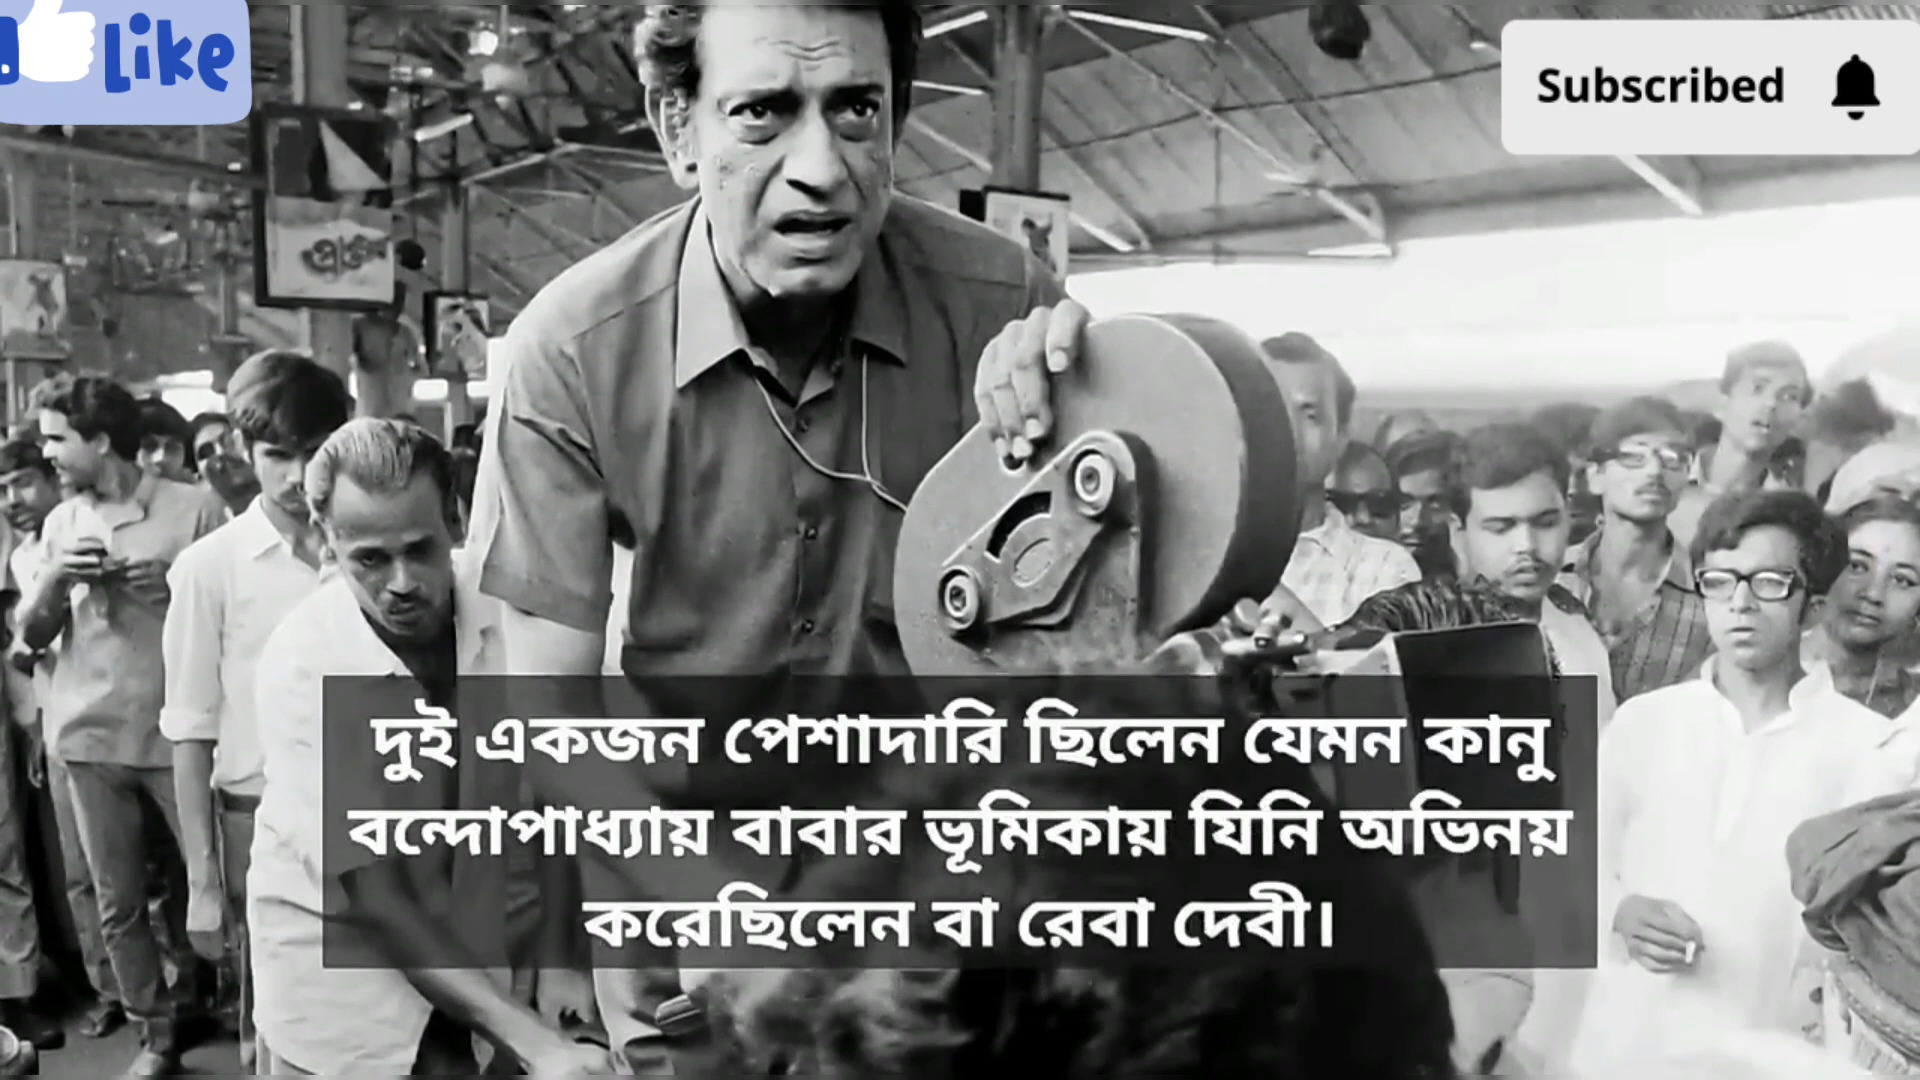 Like
Subscribed
দুই একজন পেশাদারি ছিলেন যেমন কানু
বন্দোপাধ্যায় বাবার ভূমিকায় যিনি অভিনয়
করেছিলেন বা রেবা দেবী।